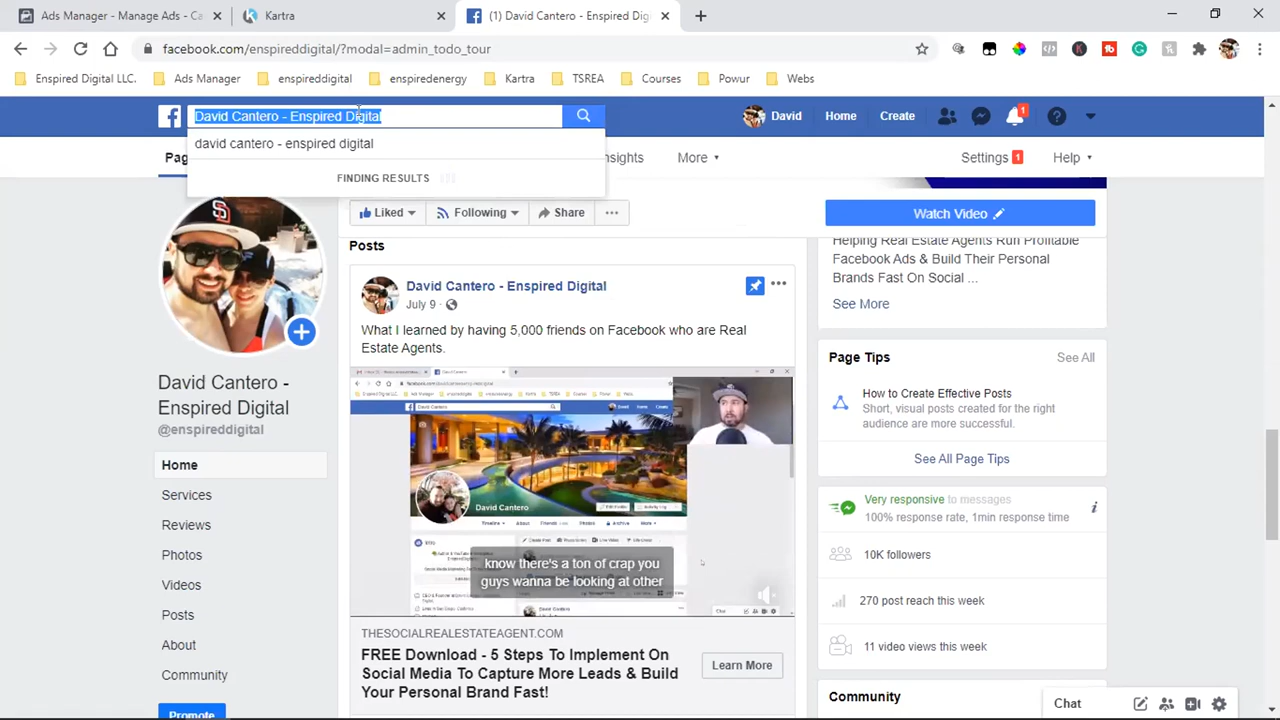 Ads Manager - Manage Ads - Ca
Kartra
(1) David Cantero - Enspired Dig
facebook.com/enspireddigital/?modal=admin_todo_tour
Enspired Digital LLC.
Ads Manager
enspireddigital
enspiredenergy
Kartra
TSREA
Courses
Powur
Webs
David Cantero - Enspired Digital
David
Home
Create
1
david cantero - enspired digital
FINDING RESULTS
Pag
nsights
More
Settings 1
Help
Liked
Following
Share
Watch Video
Posts
David Cantero - Enspired Digital
July 9
What I learned by having 5,000 friends on Facebook who are Real
Estate Agents.
David Cantero
know there's a ton of crap you
guys wanna be looking at other
THESOCIALREALESTATEAGENT.COM
FREE Download - 5 Steps To Implement On
Social Media To Capture More Leads & Build
Your Personal Brand Fast!
Learn More
David Cantero -
Enspired Digital
@enspireddigital
Home
Services
Reviews
Photos
Videos
Posts
About
Community
Promote
Helping Real Estate Agents Run Profitable
Facebook Ads & Build Their Personal
Brands Fast On Social ...
See More
Page Tips
See All
How to Create Effective Posts
Short, visual posts created for the right
audience are more successful.
See All Page Tips
Very responsive to messages
100% response rate, 1min response time
10K followers
270 post reach this week
11 video views this week
Community
Chat